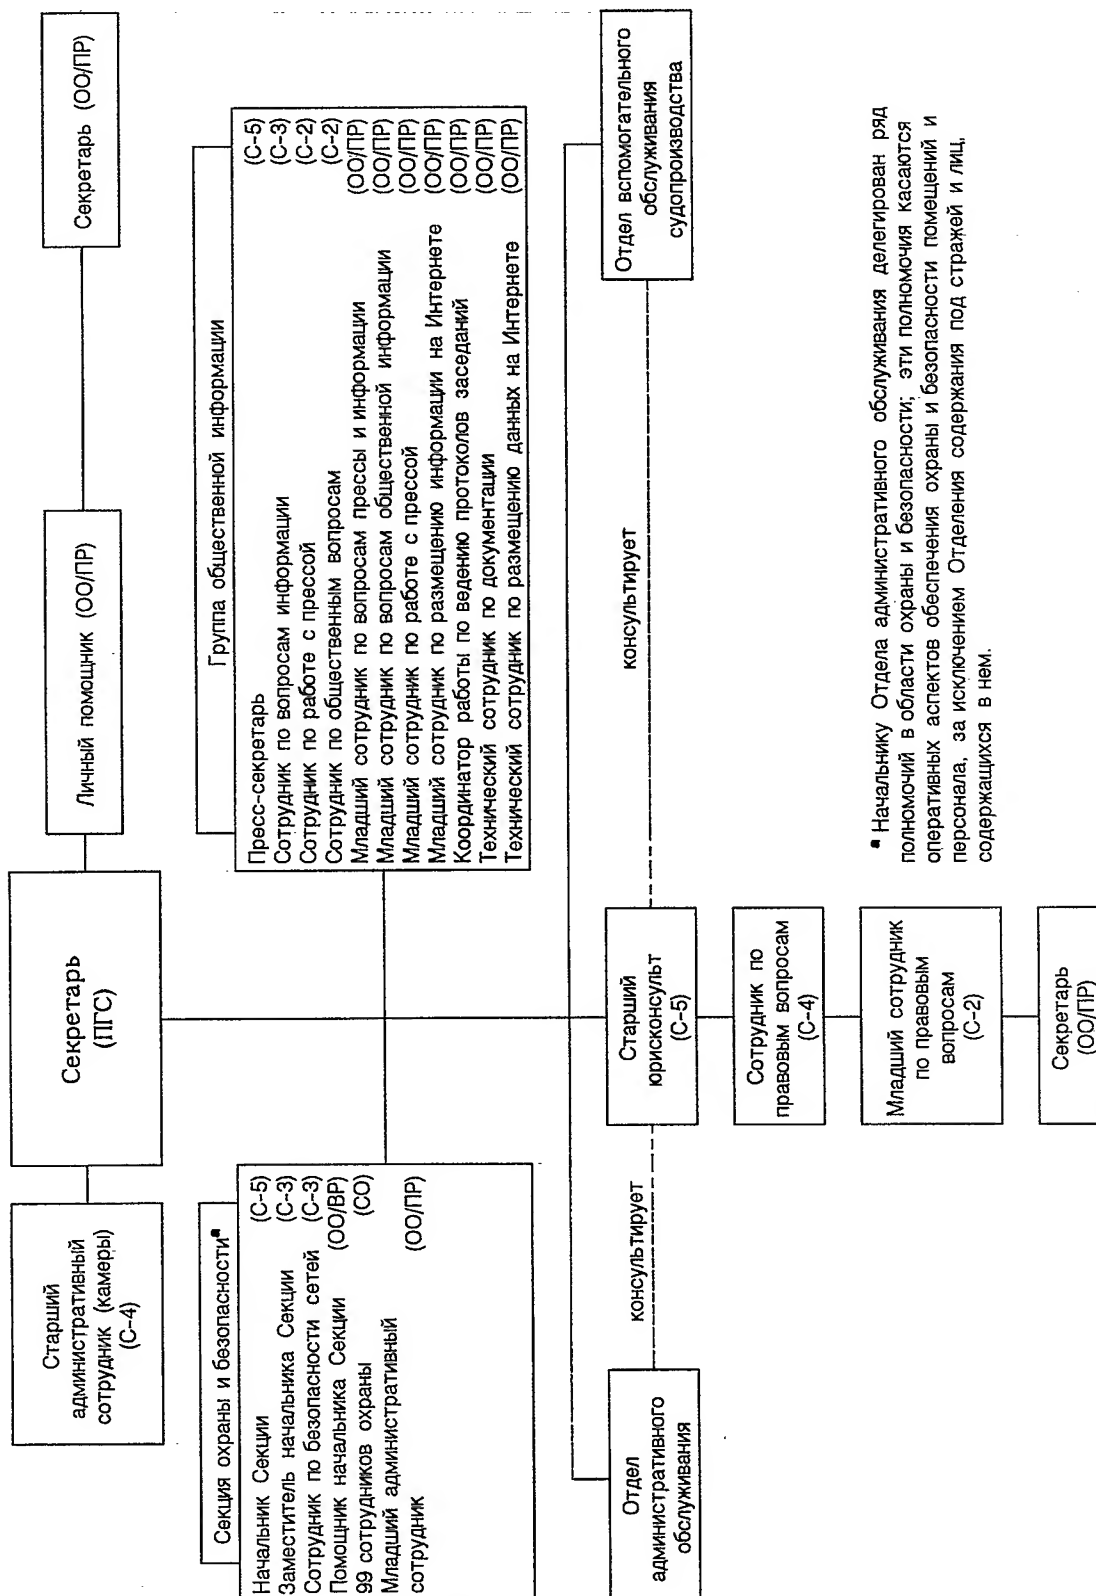 Старший
административный
сотрудник (камеры)
(С-4)
Секретарь
(ПГС)
Личный помощник (ОО/ПР)
Секретарь (ОО/ПР)
Секция охраны и безопасностиª
Начальник Секции (С-5)
Заместитель начальника Секции (С-3)
Сотрудник по безопасности сетей (С-3)
Помощник начальника Секции (ОО/ВР)
99 сотрудников охраны (СО)
Младший административный
сотрудник (ОО/ПР)
Группа общественной информации
Пресс-секретарь (С-5)
Сотрудник по вопросам информации (С-3)
Сотрудник по работе с прессой (С-2)
Сотрудник по общественным вопросам (С-2)
Младший сотрудник по вопросам прессы и информации (ОО/ПР)
Младший сотрудник по вопросам общественной информации (ОО/ПР)
Младший сотрудник по работе с прессой (ОО/ПР)
Младший сотрудник по размещению информации на Интернете (ОО/ПР)
Координатор работы по ведению протоколов заседаний (ОО/ПР)
Технический сотрудник по документации (ОО/ПР)
Технический сотрудник по размещению данных на Интернете (ОО/ПР)
Отдел
административного
обслуживания
консультирует
Старший
юрисконсульт
(С-5)
консультирует
Отдел вспомогательного
обслуживания
судопроизводства
Сотрудник по
правовым вопросам
(С-4)
Младший сотрудник
по правовым
вопросам
(С-2)
Секретарь
(ОО/ПР)
ª Начальнику Отдела административного обслуживания делегирован ряд
полномочий в области охраны и безопасности; эти полномочия касаются
оперативных аспектов обеспечения охраны и безопасности помещений и
персонала, за исключением Отделения содержания под стражей и лиц,
содержащихся в нем.